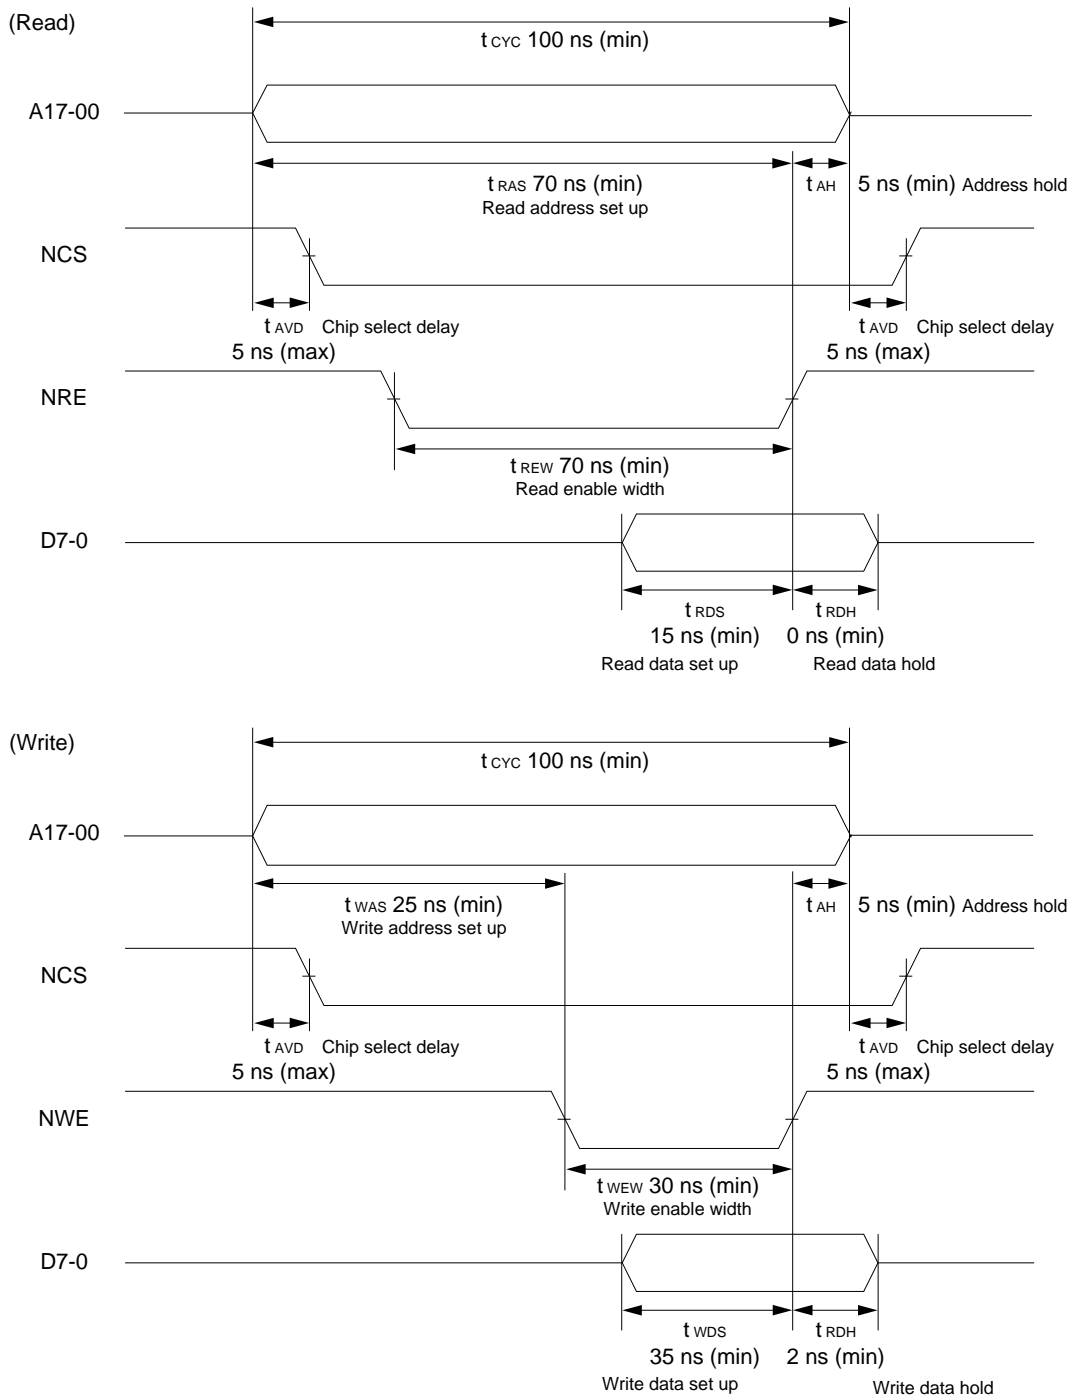 (Read)
t CYC 100 ns (min)
A17-00
t RAS 70 ns (min)
Read address set up
t AH 5 ns (min) Address hold
NCS
t AVD Chip select delay
5 ns (max)
t AVD Chip select delay
5 ns (max)
NRE
t REW 70 ns (min)
Read enable width
D7-0
t RDS
15 ns (min)
Read data set up
t RDH
0 ns (min)
Read data hold
(Write)
t CYC 100 ns (min)
A17-00
t WAS 25 ns (min)
Write address set up
t AH 5 ns (min) Address hold
NCS
t AVD Chip select delay
5 ns (max)
t AVD Chip select delay
5 ns (max)
NWE
t WEW 30 ns (min)
Write enable width
D7-0
t WDS
35 ns (min)
Write data set up
t RDH
2 ns (min)
Write data hold